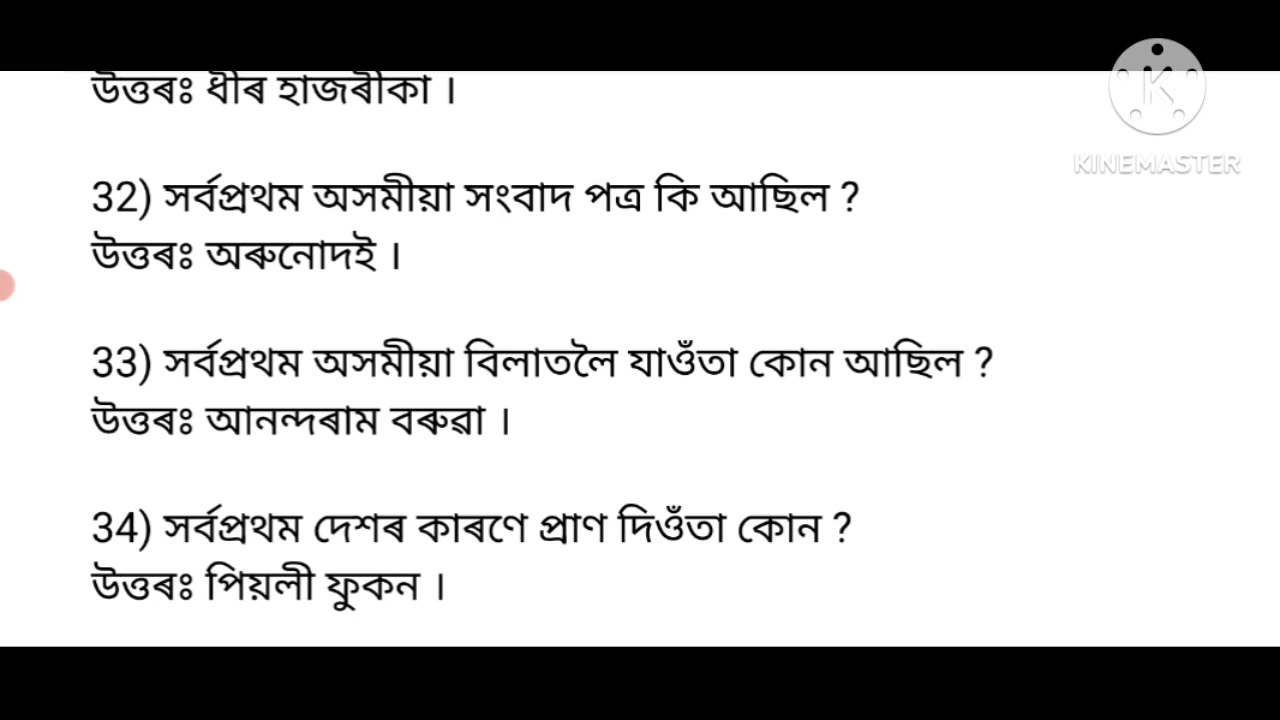 উত্তৰঃ ধীৰ হাজৰীকা ।
KINEMASTER
32) সৰ্বপ্ৰথম অসমীয়া সংবাদ পত্ৰ কি আছিল ?
উত্তৰঃ অৰুনোদই ।
33) সৰ্বপ্ৰথম অসমীয়া বিলাতলৈ যাওঁতা কোন আছিল ?
উত্তৰঃ আনন্দৰাম বৰুৱা ।
34) সৰ্বপ্ৰথম দেশৰ কাৰণে প্ৰাণ দিওঁতা কোন ?
উত্তৰঃ পিয়লী ফুকন ।